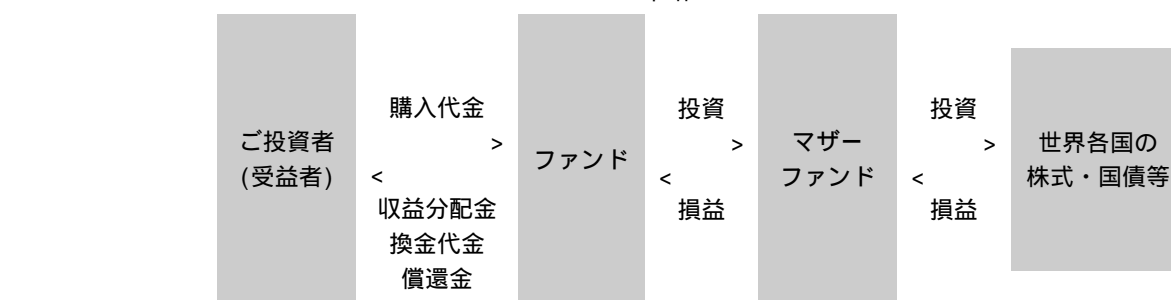 購入代金
ご投資者
(受益者)
>
<
収益分配金
換金代金
償還金
ファンド
投資
>
<
損益
マザー
ファンド
投資
>
<
損益
世界各国の
株式・国債等